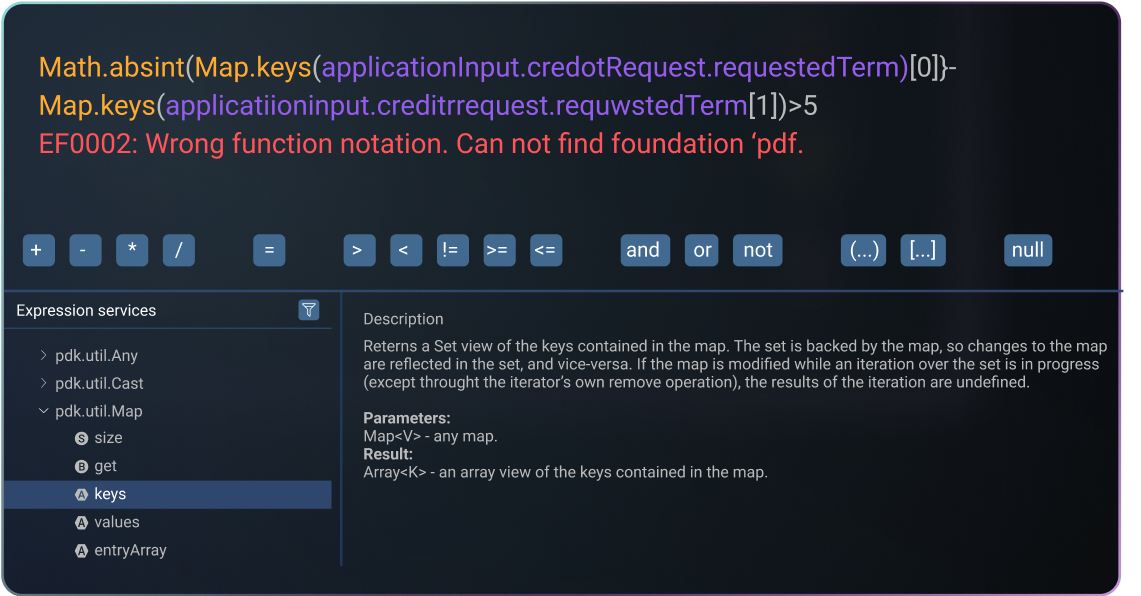 Math.absint(Map.keys(applicationInput.credotRequest.requestedTerm)[0]}-
Map.keys(applicatiioninput.creditrrequest.requwstedTerm[1])>5
EF0002: Wrong function notation. Can not find foundation ‘pdf.
+ - * / = > < != >= <= and or not (...) [...] null
Expression services
pdk.util.Any
pdk.util.Cast
pdk.util.Map
S size
B get
A keys
A values
A entryArray
Description
Reterns a Set view of the keys contained in the map. The set is backed by the map, so changes to the map
are reflected in the set, and vice-versa. If the map is modified while an iteration over the set is in progress
(except throught the iterator’s own remove operation), the results of the iteration are undefined.
Parameters:
Map<V> - any map.
Result:
Array<K> - an array view of the keys contained in the map.